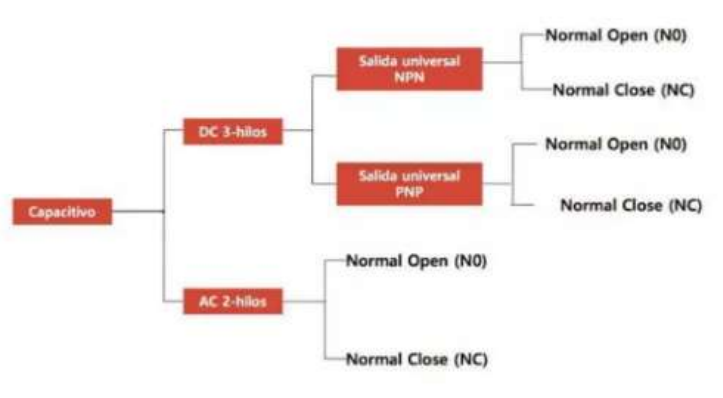 Normal Open (N0)
Salida universal
NPN
Normal Close (NC)
DC 3-hilos
Normal Open (N0)
Salida universal
PNP
Normal Close (NC)
Capacitivo
Normal Open (N0)
AC 2-hilos
Normal Close (NC)